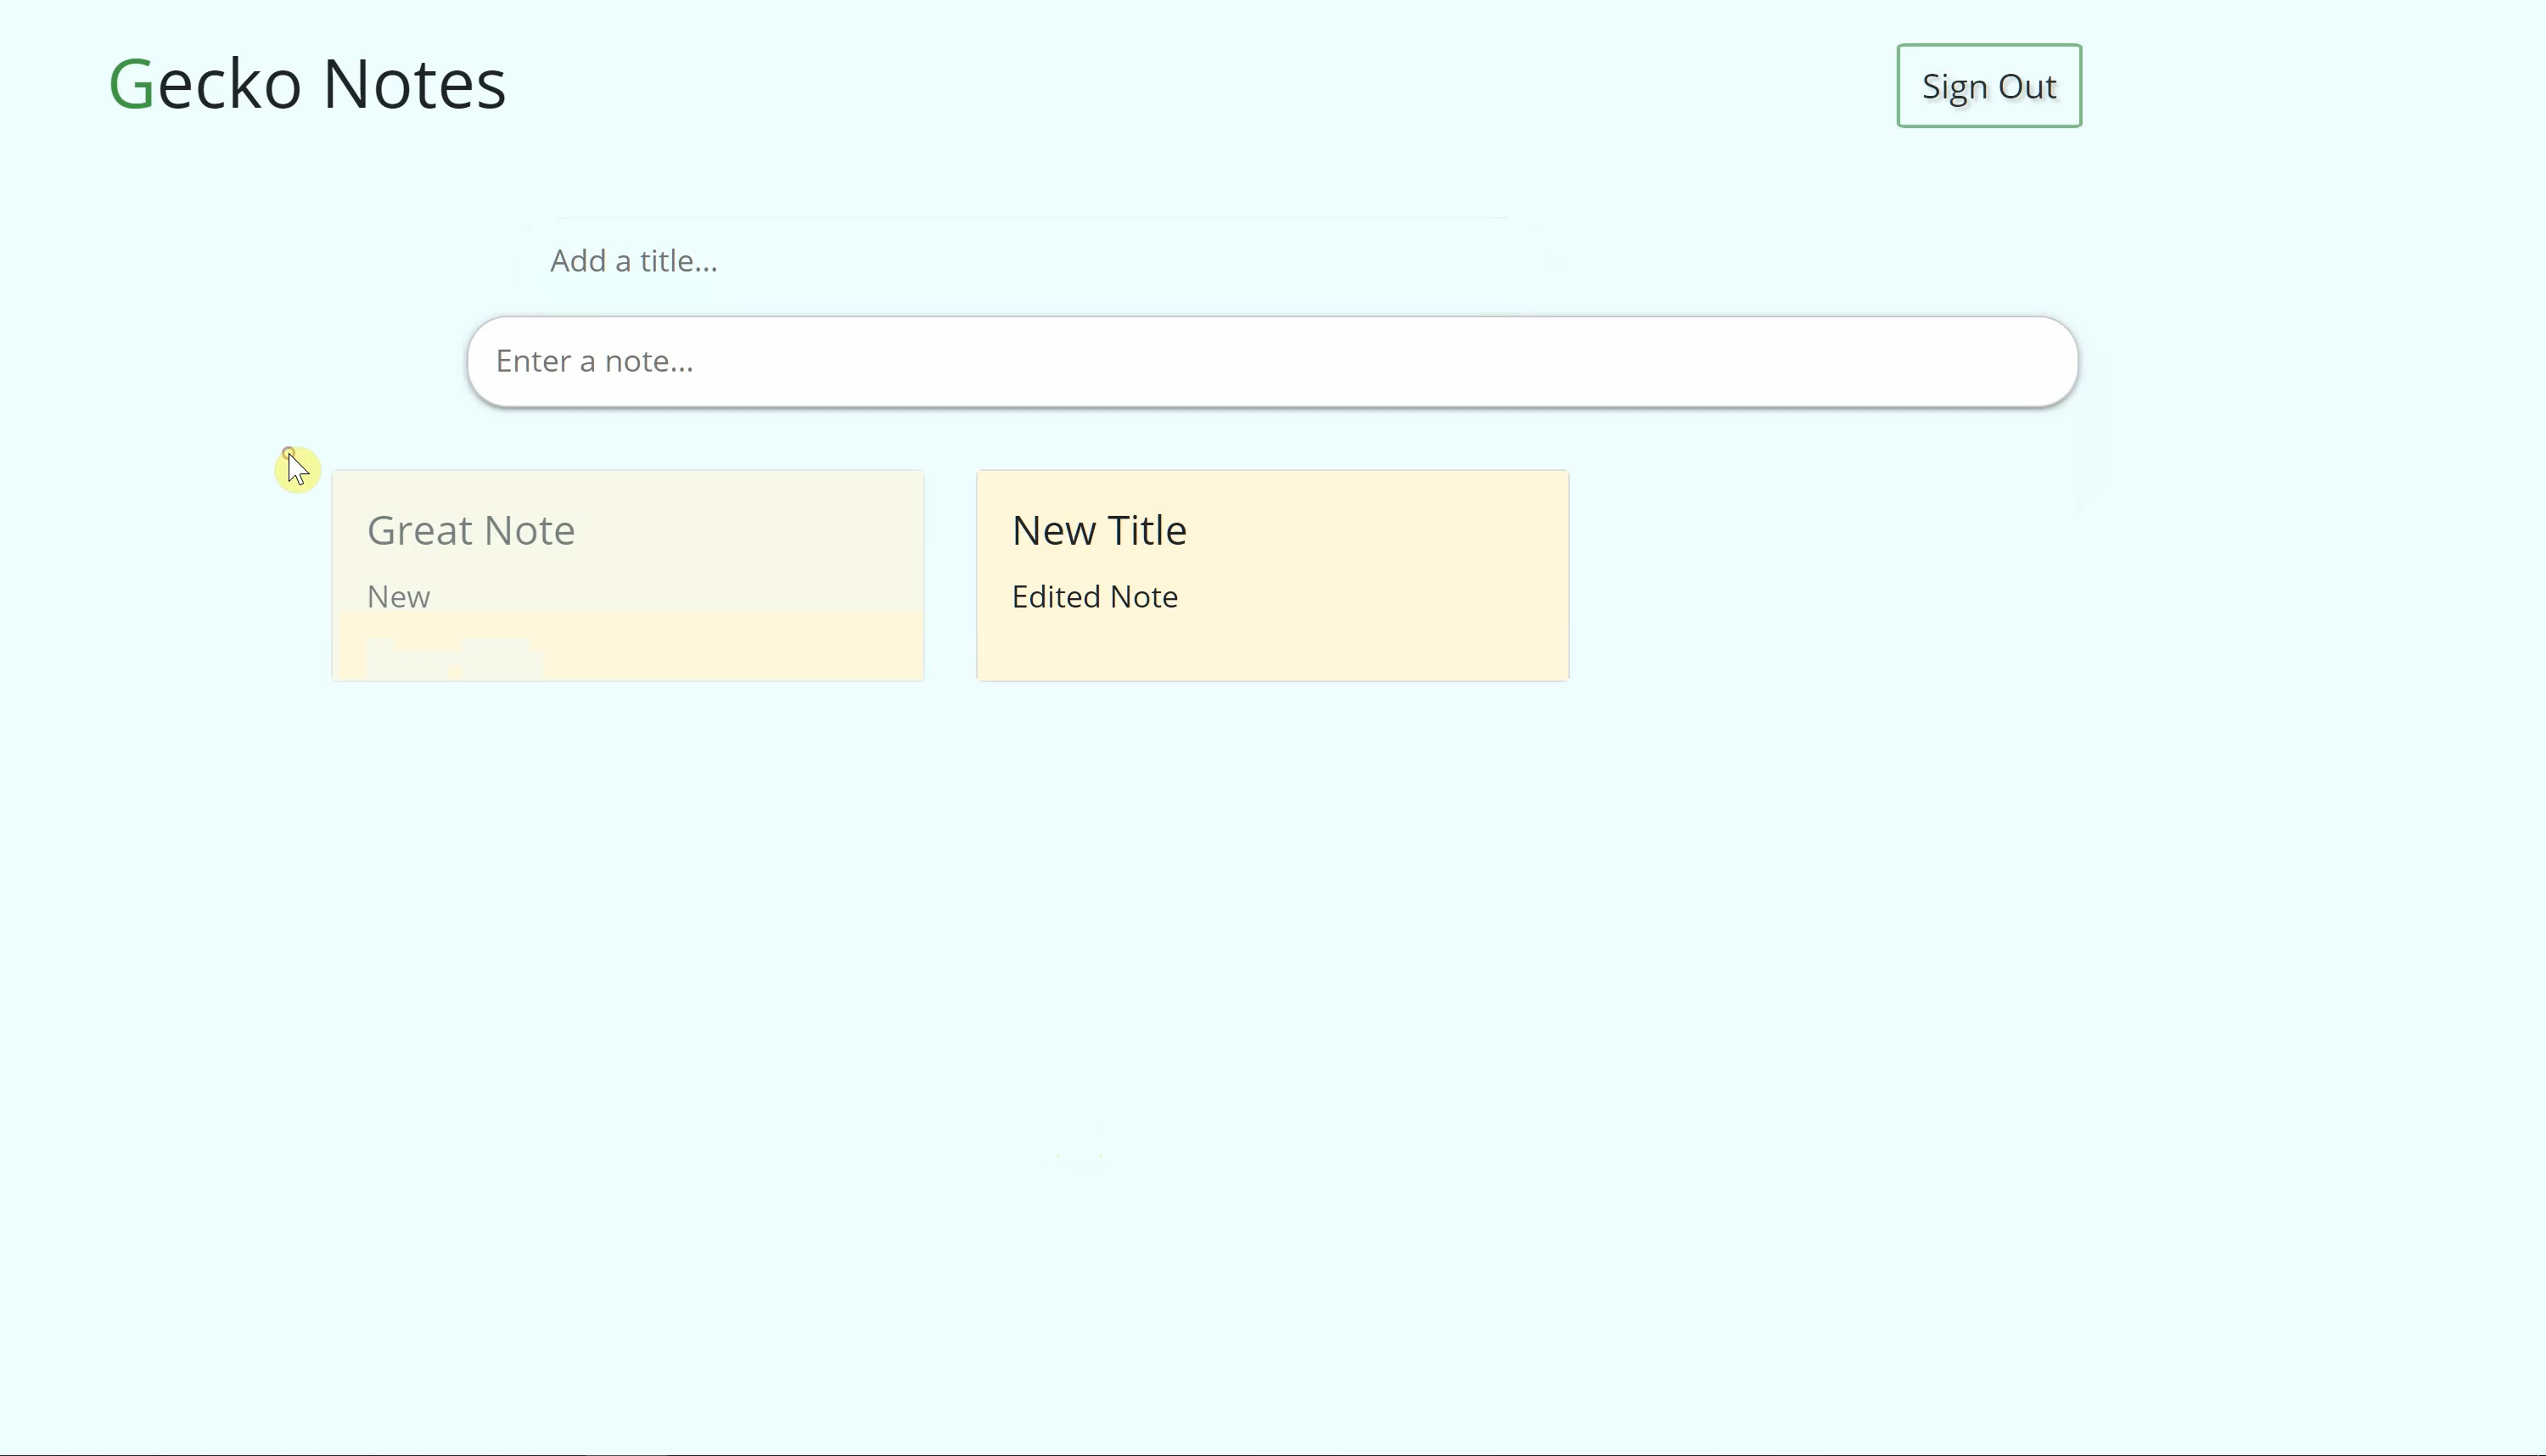 Gecko Notes
Sign Out
Add a title...
Enter a note...
Great Note
New
New Title
Edited Note